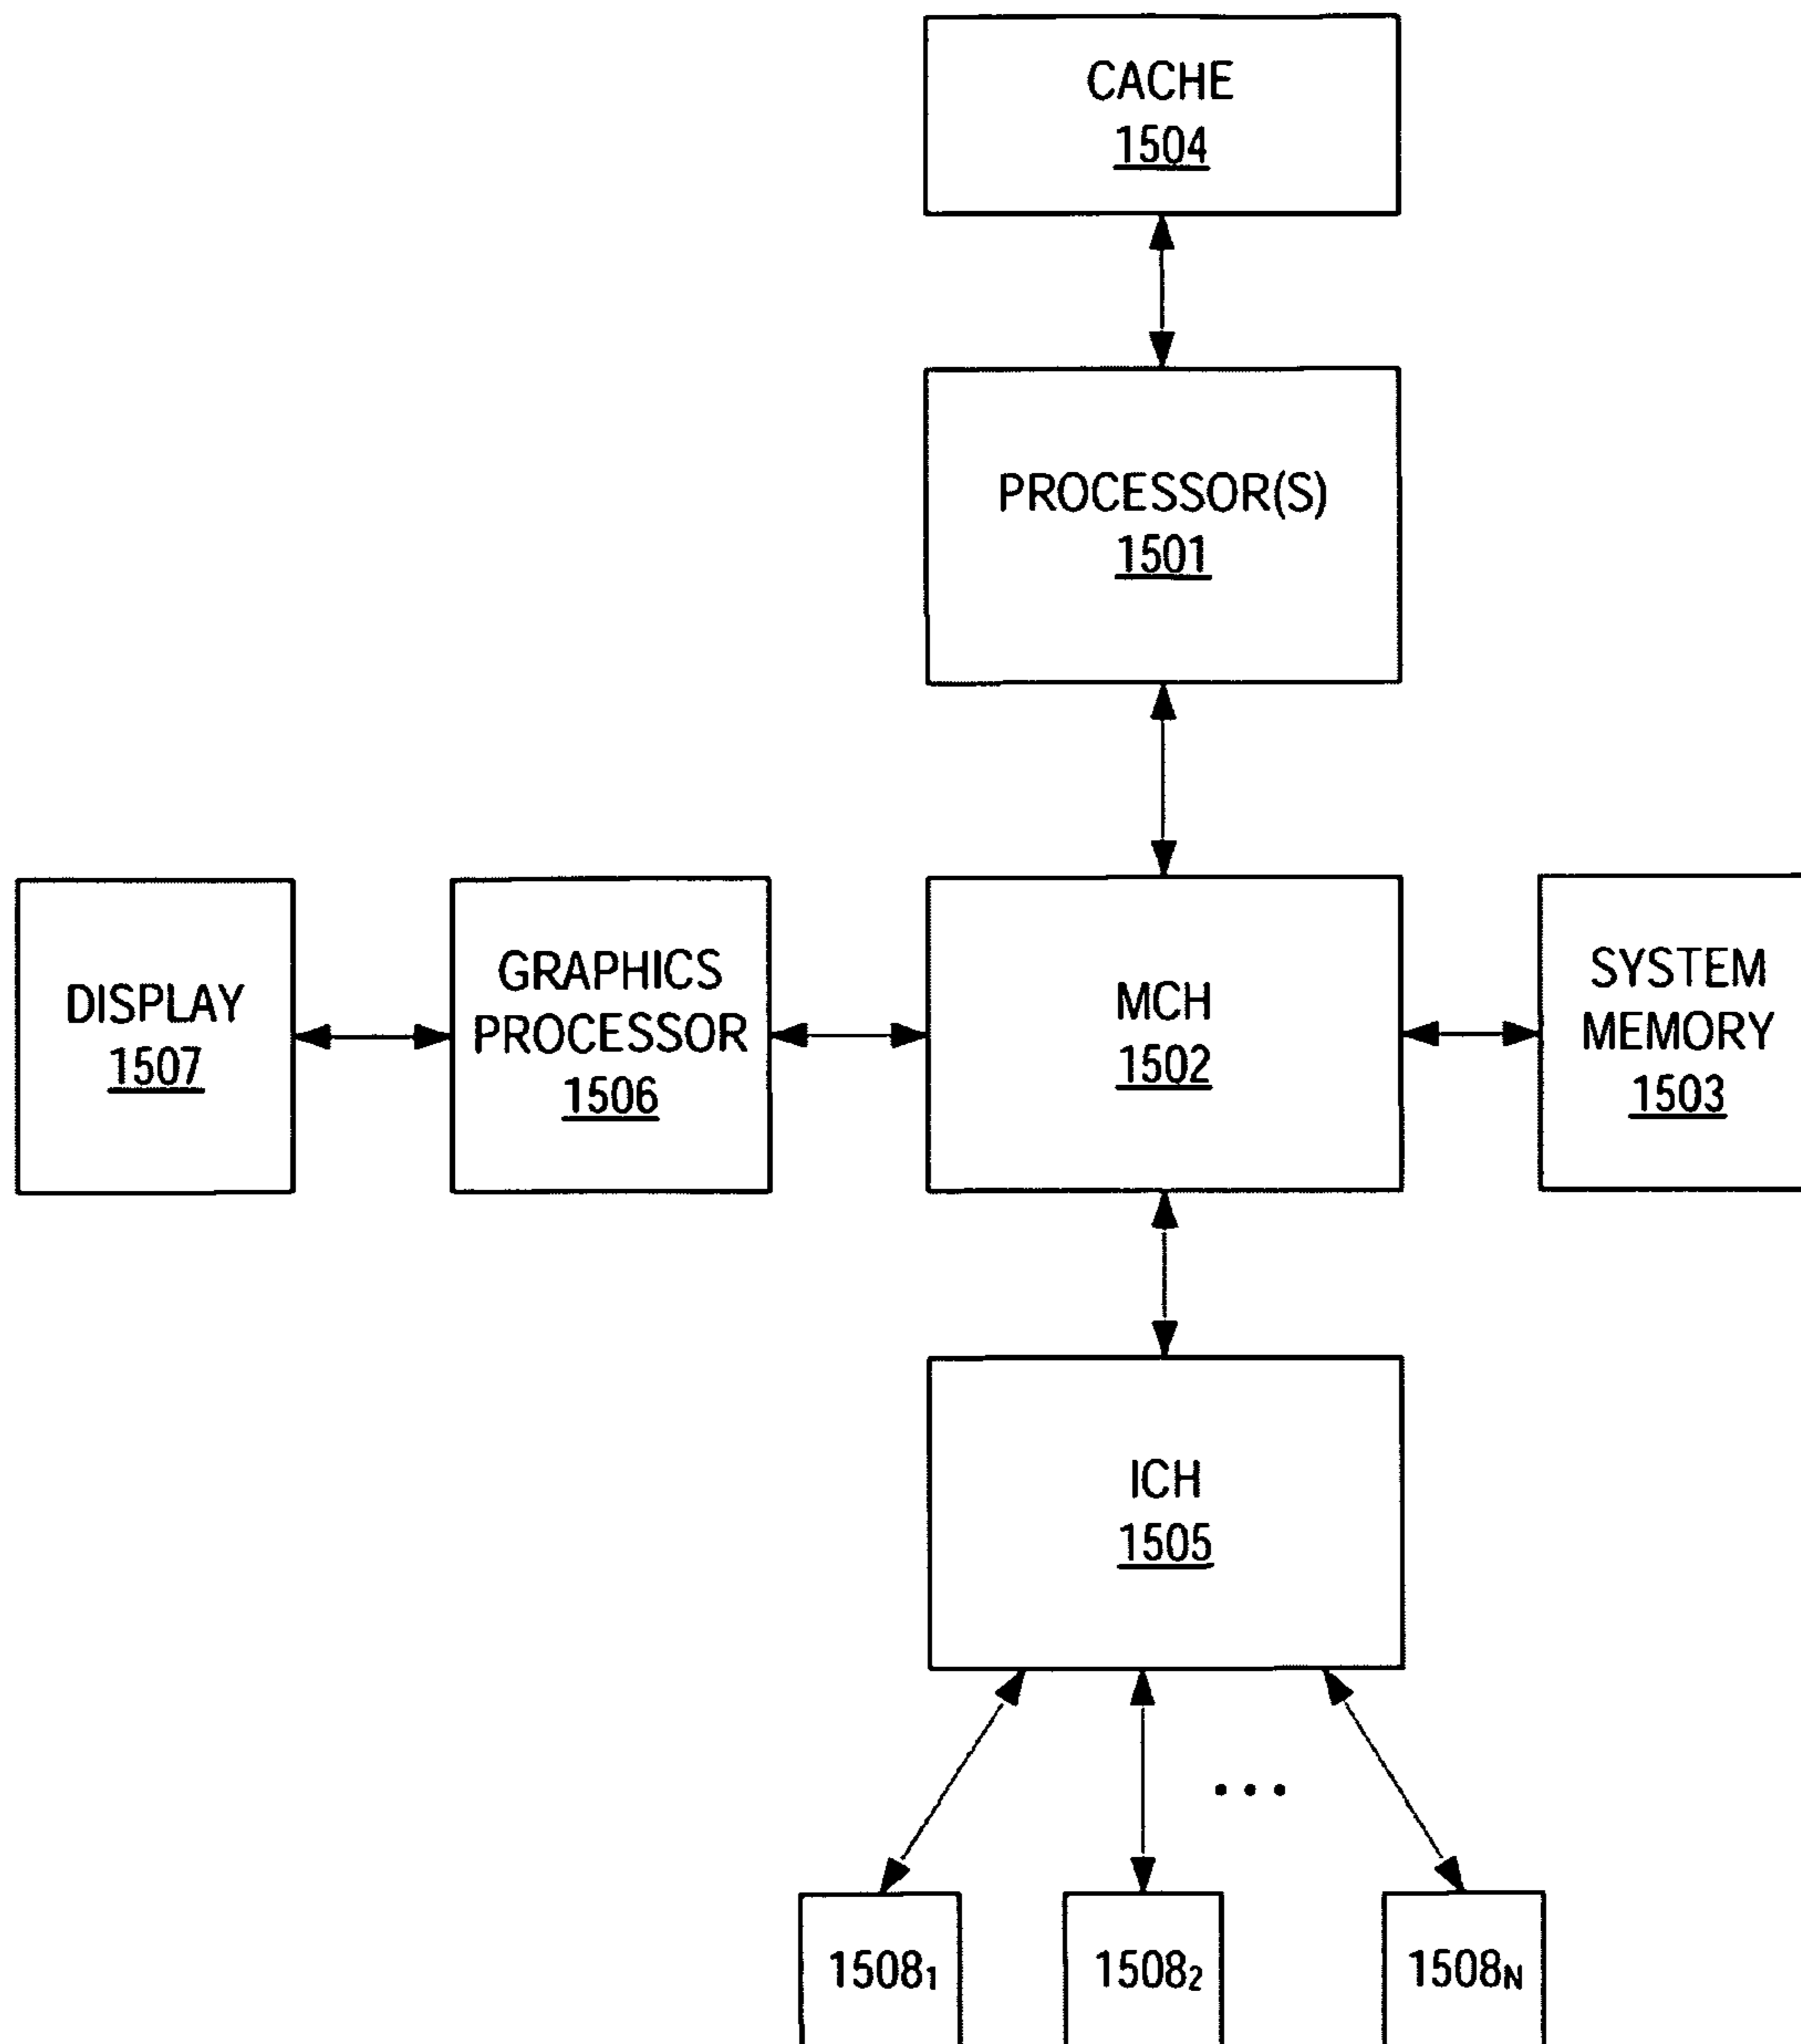 CACHE
1504
PROCESSOR(S)
1501
DISPLAY
1507
GRAPHICS
PROCESSOR
1506
MCH
1502
SYSTEM
MEMORY
1503
ICH
1505
...
1508₁
1508₂
1508N